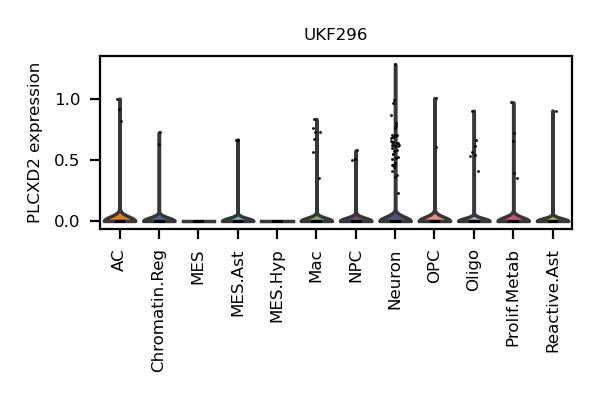 UKF296
PLCXD2 expression
1.0
0.5
0.0
AC
Chromatin.Reg
MES
MES.Ast
MES.Hyp
Mac
NPC
Neuron
OPC
Oligo
Prolif.Metab
Reactive.Ast